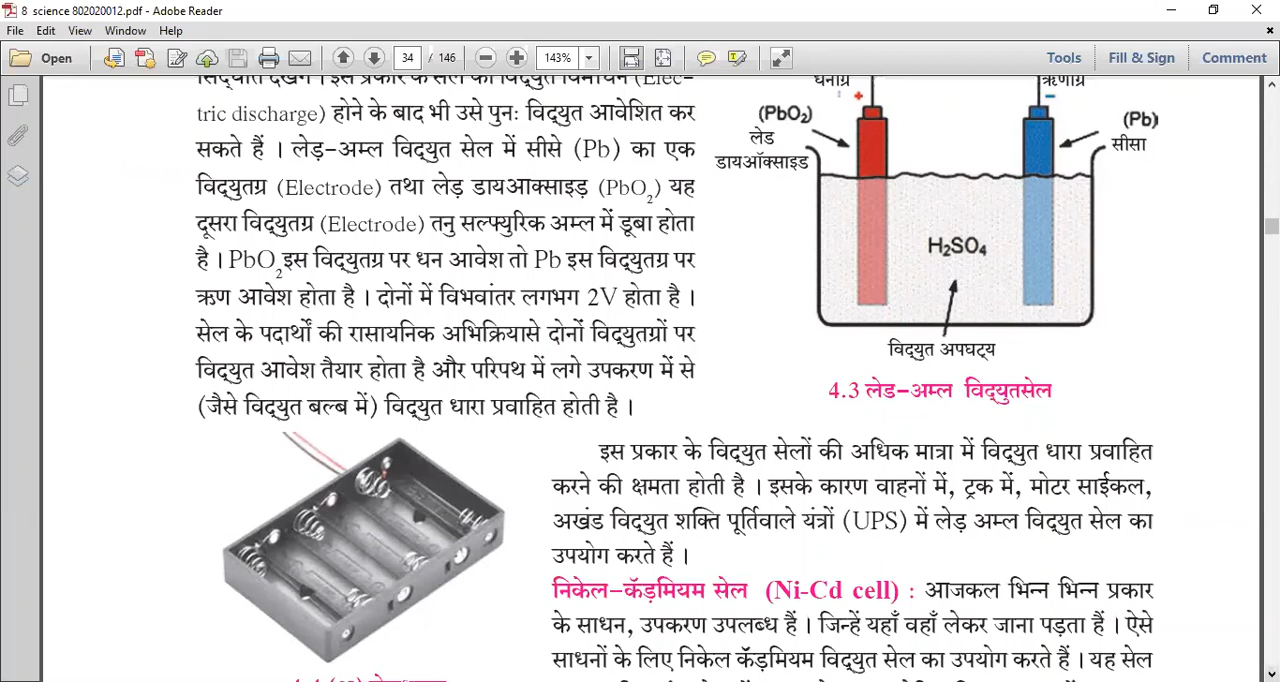 8 science 802020012.pdf - Adobe Reader
File Edit View Window Help
Open 34 / 146 143% Tools Fill & Sign Comment
tric discharge) होने के बाद भी उसे पुनः विद्युत आवेशित कर
सकते हैं । लेड़-अम्ल विद्युत सेल में सीसे (Pb) का एक
विद्युतग्र (Electrode) तथा लेड़ डायआक्साइड़ (PbO₂) यह
दूसरा विद्युतग्र (Electrode) तनु सल्फ्युरिक अम्ल में डूबा होता
है । PbO₂ इस विद्युतग्र पर धन आवेश तो Pb इस विद्युतग्र पर
ऋण आवेश होता है । दोनों में विभवांतर लगभग 2V होता है ।
सेल के पदार्थों की रासायनिक अभिक्रियासे दोनों विद्युतग्रों पर
विद्युत आवेश तैयार होता है और परिपथ में लगे उपकरण में से
(जैसे विद्युत बल्ब में) विद्युत धारा प्रवाहित होती है ।
धनाग्र ऋणाग्र
+ −
(PbO₂) (Pb)
लेड सीसा
डायऑक्साइड
H₂SO₄
विद्युत अपघट्य
4.3 लेड-अम्ल विद्युतसेल
इस प्रकार के विद्युत सेलों की अधिक मात्रा में विद्युत धारा प्रवाहित
करने की क्षमता होती है । इसके कारण वाहनों में, ट्रक में, मोटर साईकल,
अखंड विद्युत शक्ति पूर्तिवाले यंत्रों (UPS) में लेड़ अम्ल विद्युत सेल का
उपयोग करते हैं ।
निकेल-कॅड़मियम सेल (Ni-Cd cell) : आजकल भिन्न भिन्न प्रकार
के साधन, उपकरण उपलब्ध हैं । जिन्हें यहाँ वहाँ लेकर जाना पड़ता हैं । ऐसे
साधनों के लिए निकेल कॅड़मियम विद्युत सेल का उपयोग करते हैं । यह सेल